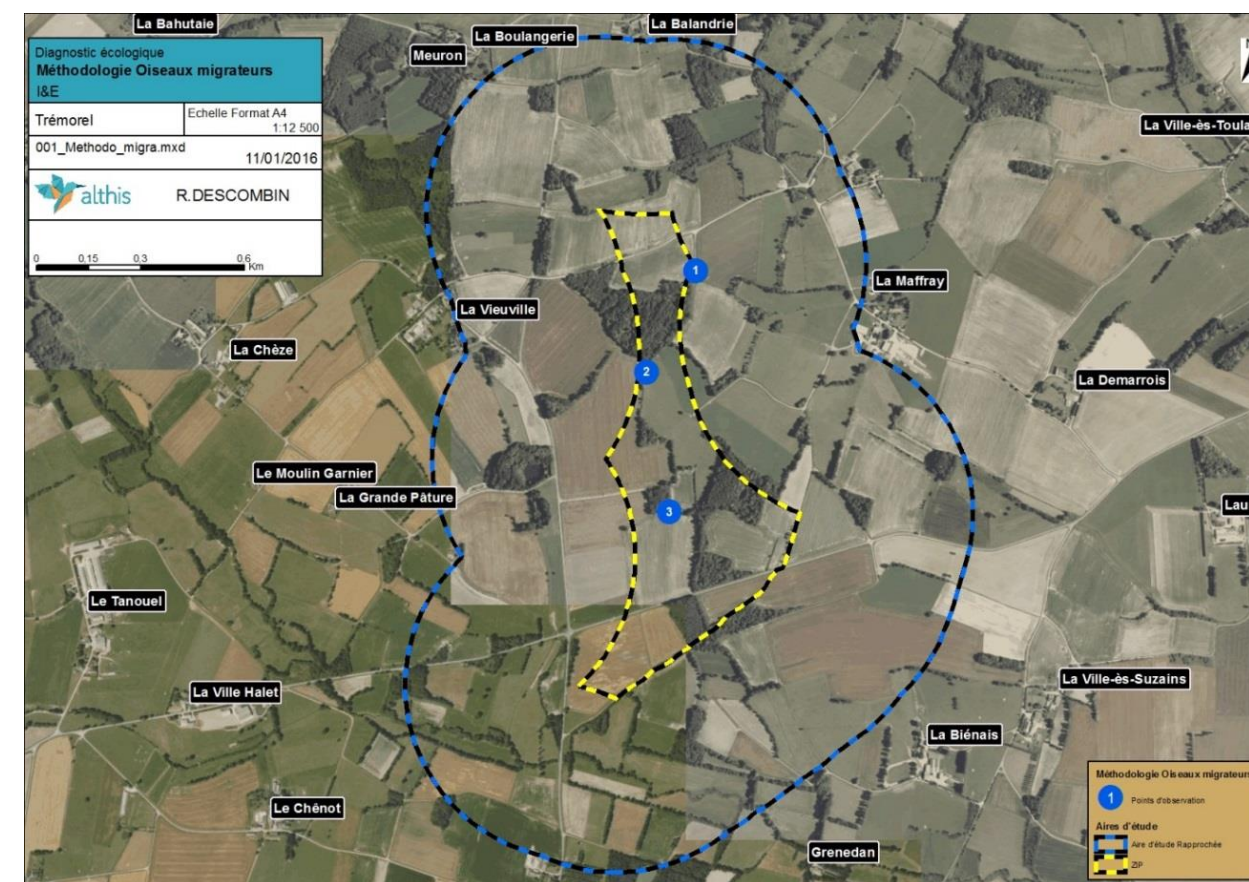 Diagnostic écologique
Méthodologie Oiseaux migrateurs
I&E
Trémorel
Echelle Format A4
1:12 500
001_Methodo_migra.mxd
11/01/2016
althis
R.DESCOMBIN
0 0,15 0,3 0,6
Km
La Bahutaie
La Balandrie
La Boulangerie
Meuron
La Ville-ès-Toula
1
La Maffray
La Vieuville
La Chèze
2
La Demarrois
Le Moulin Garnier
La Grande Pâture
3
Lau
Le Tanouel
La Ville Halet
La Ville-ès-Suzains
La Biénais
Le Chênot
Grenedan
Méthodologie Oiseaux migrateurs
1 Points d'observation
Aires d'étude
Aire d'étude Rapprochée
ZIP